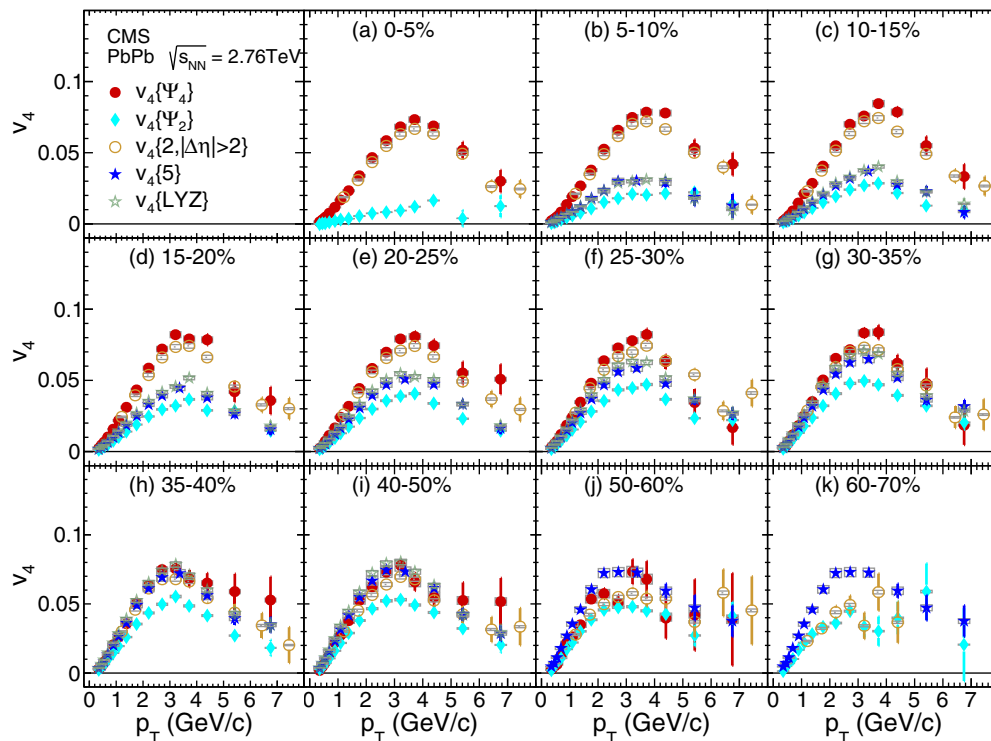 CMS
PbPb √s_NN = 2.76TeV
v4{Ψ4}
v4{Ψ2}
v4{2,|Δη|>2}
v4{5}
v4{LYZ}
(a) 0-5%
(b) 5-10%
(c) 10-15%
0.1
0.05
0
v4
(d) 15-20%
(e) 20-25%
(f) 25-30%
(g) 30-35%
0.1
0.05
0
v4
(h) 35-40%
(i) 40-50%
(j) 50-60%
(k) 60-70%
0.1
0.05
0
v4
0 1 2 3 4 5 6 7
1 2 3 4 5 6 7
1 2 3 4 5 6 7
1 2 3 4 5 6 7
pT (GeV/c)
pT (GeV/c)
pT (GeV/c)
pT (GeV/c)